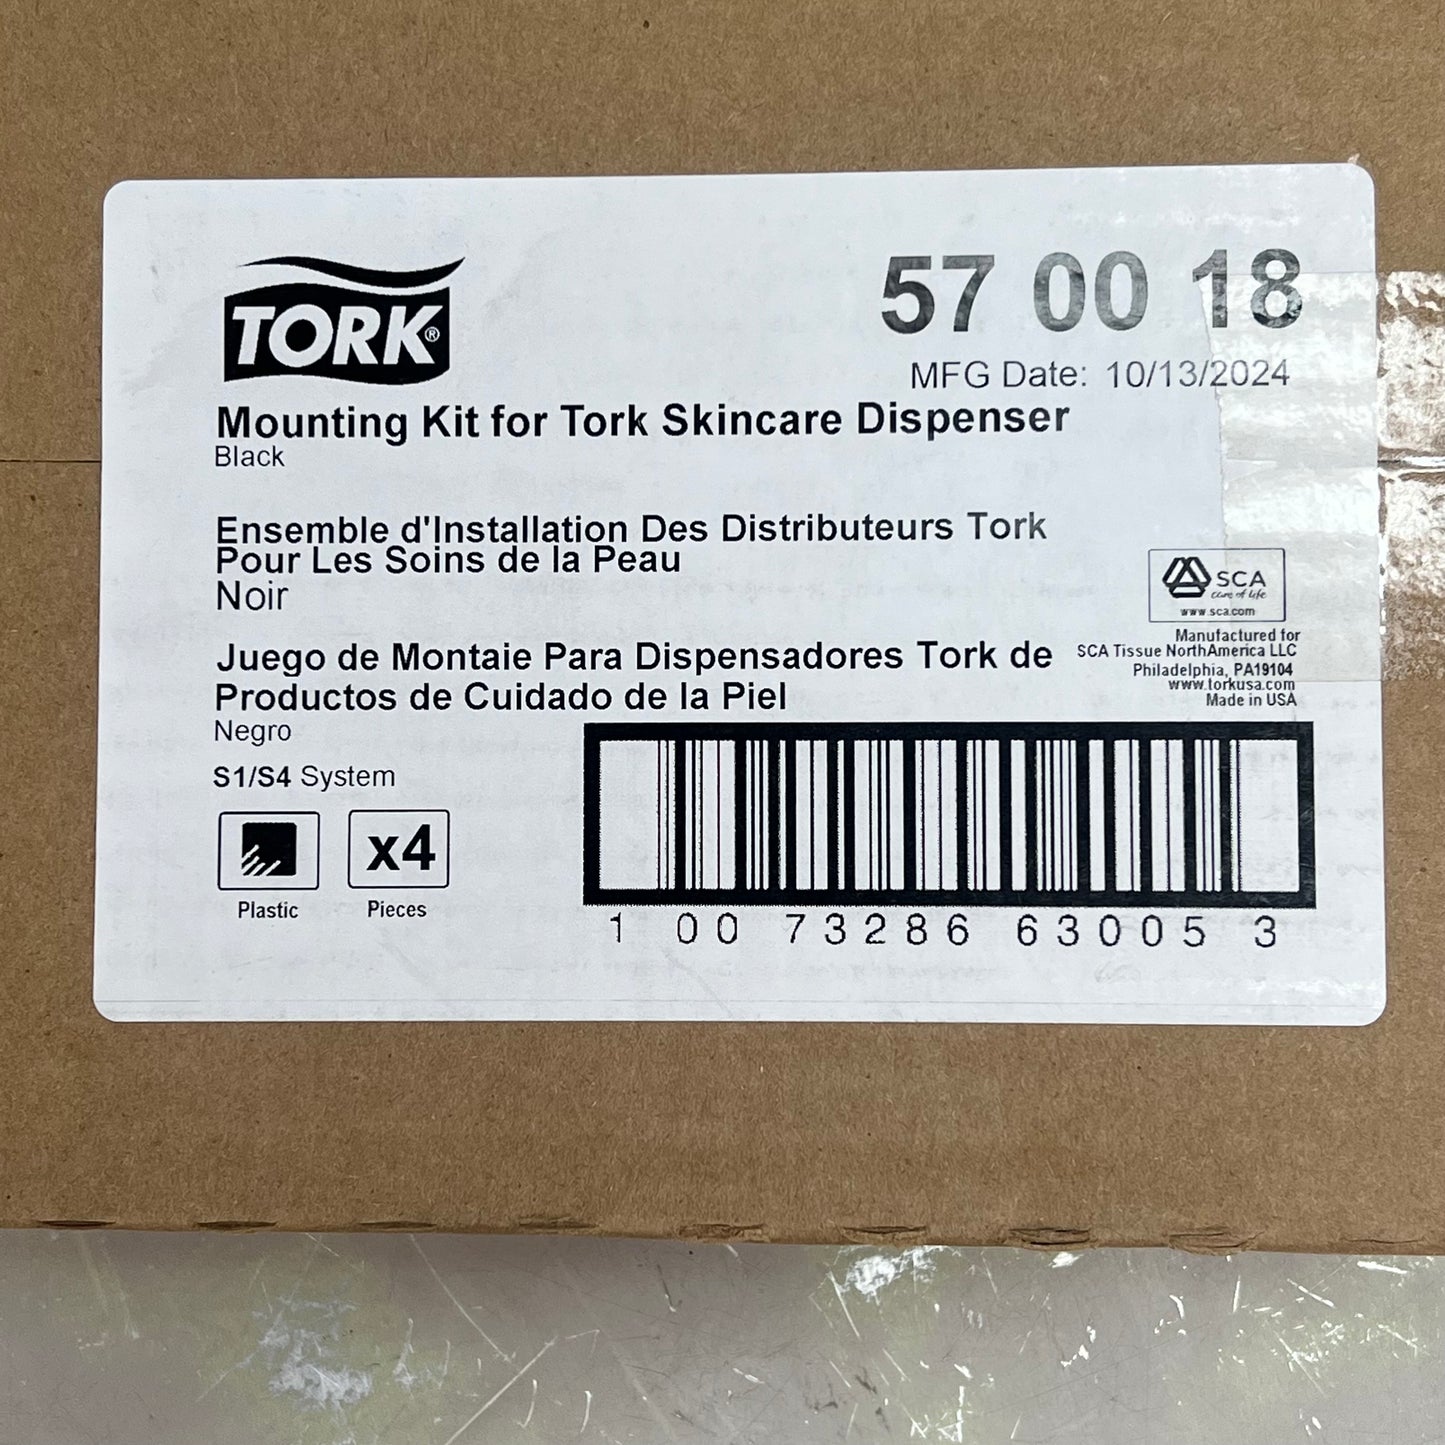 TORK®
57 00 18
MFG Date: 10/13/2024
Mounting Kit for Tork Skincare Dispenser
Black
Ensemble d'Installation Des Distributeurs Tork
Pour Les Soins de la Peau
Noir
Juego de Montaie Para Dispensadores Tork de
Productos de Cuidado de la Piel
Negro
S1/S4 System
Plastic
x4
Pieces
SCA
care of life
www.sca.com
Manufactured for
SCA Tissue NorthAmerica LLC
Philadelphia, PA19104
www.torkusa.com
Made in USA
1 00 73286 63005 3